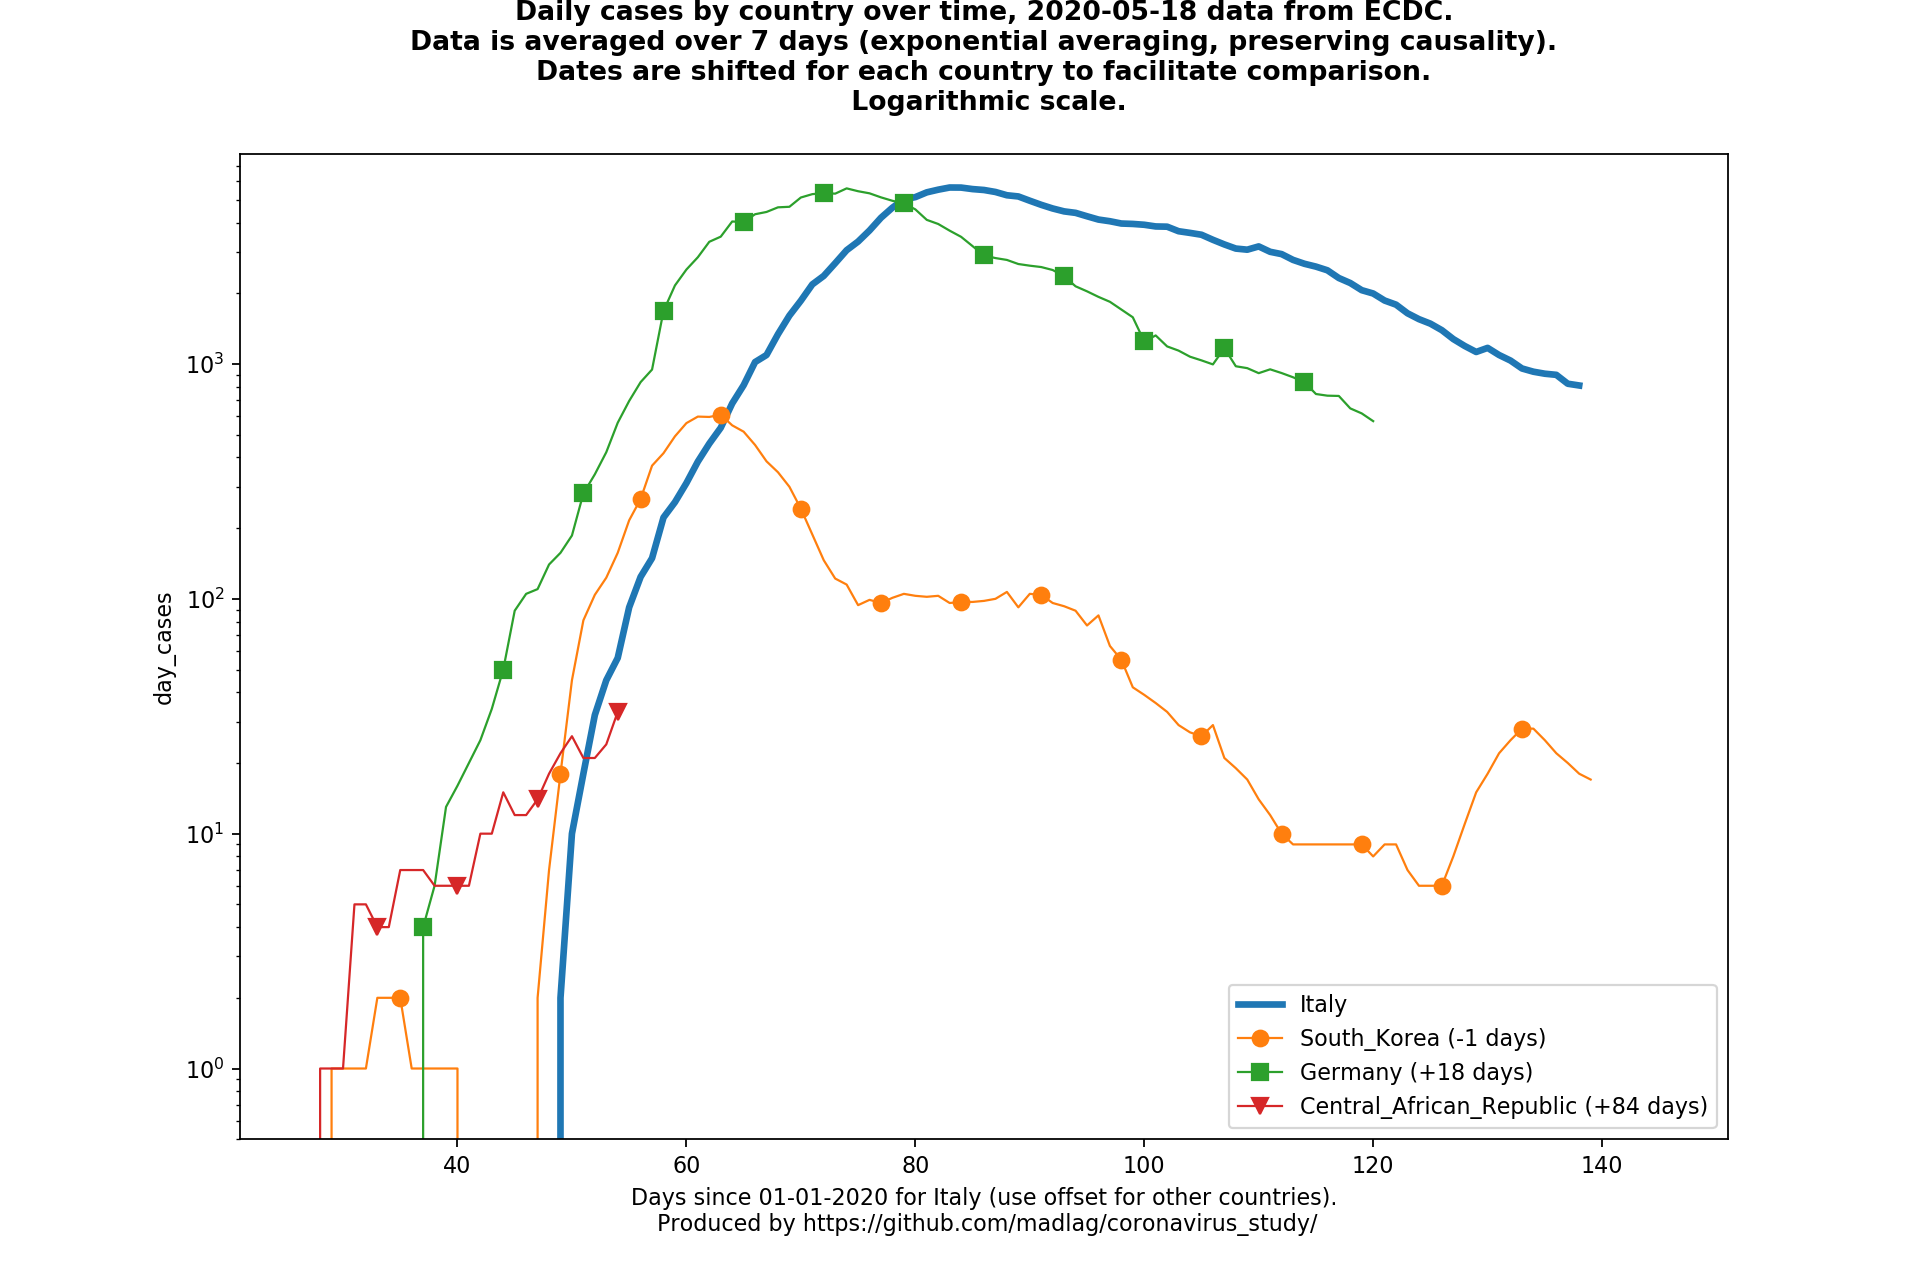 Daily cases by country over time, 2020-05-18 data from ECDC.
Data is averaged over 7 days (exponential averaging, preserving causality).
Dates are shifted for each country to facilitate comparison.
Logarithmic scale.
10³
10²
10¹
10⁰
day_cases
Italy
South_Korea (-1 days)
Germany (+18 days)
Central_African_Republic (+84 days)
40 60 80 100 120 140
Days since 01-01-2020 for Italy (use offset for other countries).
Produced by https://github.com/madlag/coronavirus_study/